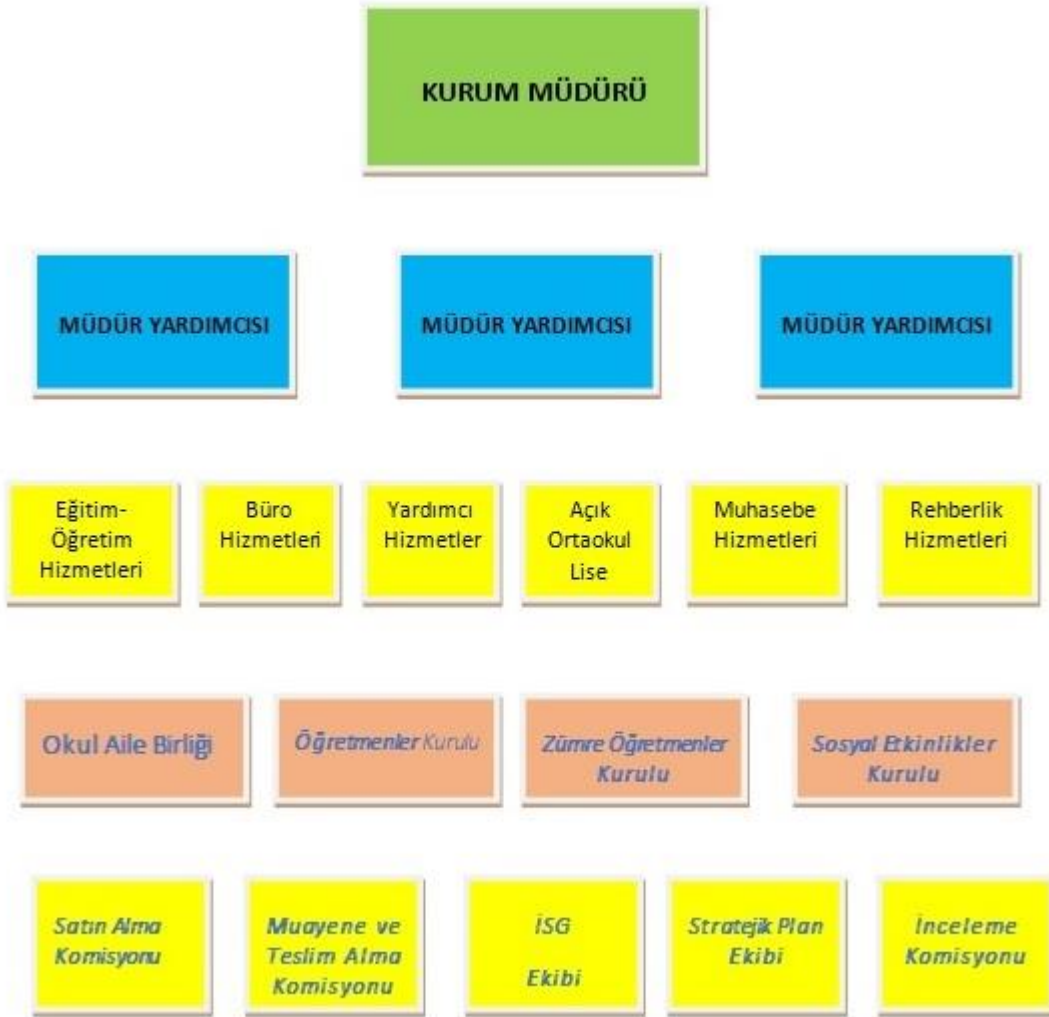 KURUM MÜDÜRÜ
MÜDÜR YARDIMCISI
MÜDÜR YARDIMCISI
MÜDÜR YARDIMCISI
Eğitim-
Öğretim
Hizmetleri
Büro
Hizmetleri
Yardımcı
Hizmetler
Açık
Ortaokul
Lise
Muhasebe
Hizmetleri
Rehberlik
Hizmetleri
Okul Aile Birliği
Öğretmenler Kurulu
Zümre Öğretmenler
Kurulu
Sosyal Etkinlikler
Kurulu
Satın Alma
Komisyonu
Muayene ve
Teslim Alma
Komisyonu
İSG
Ekibi
Stratejik Plan
Ekibi
İnceleme
Komisyonu